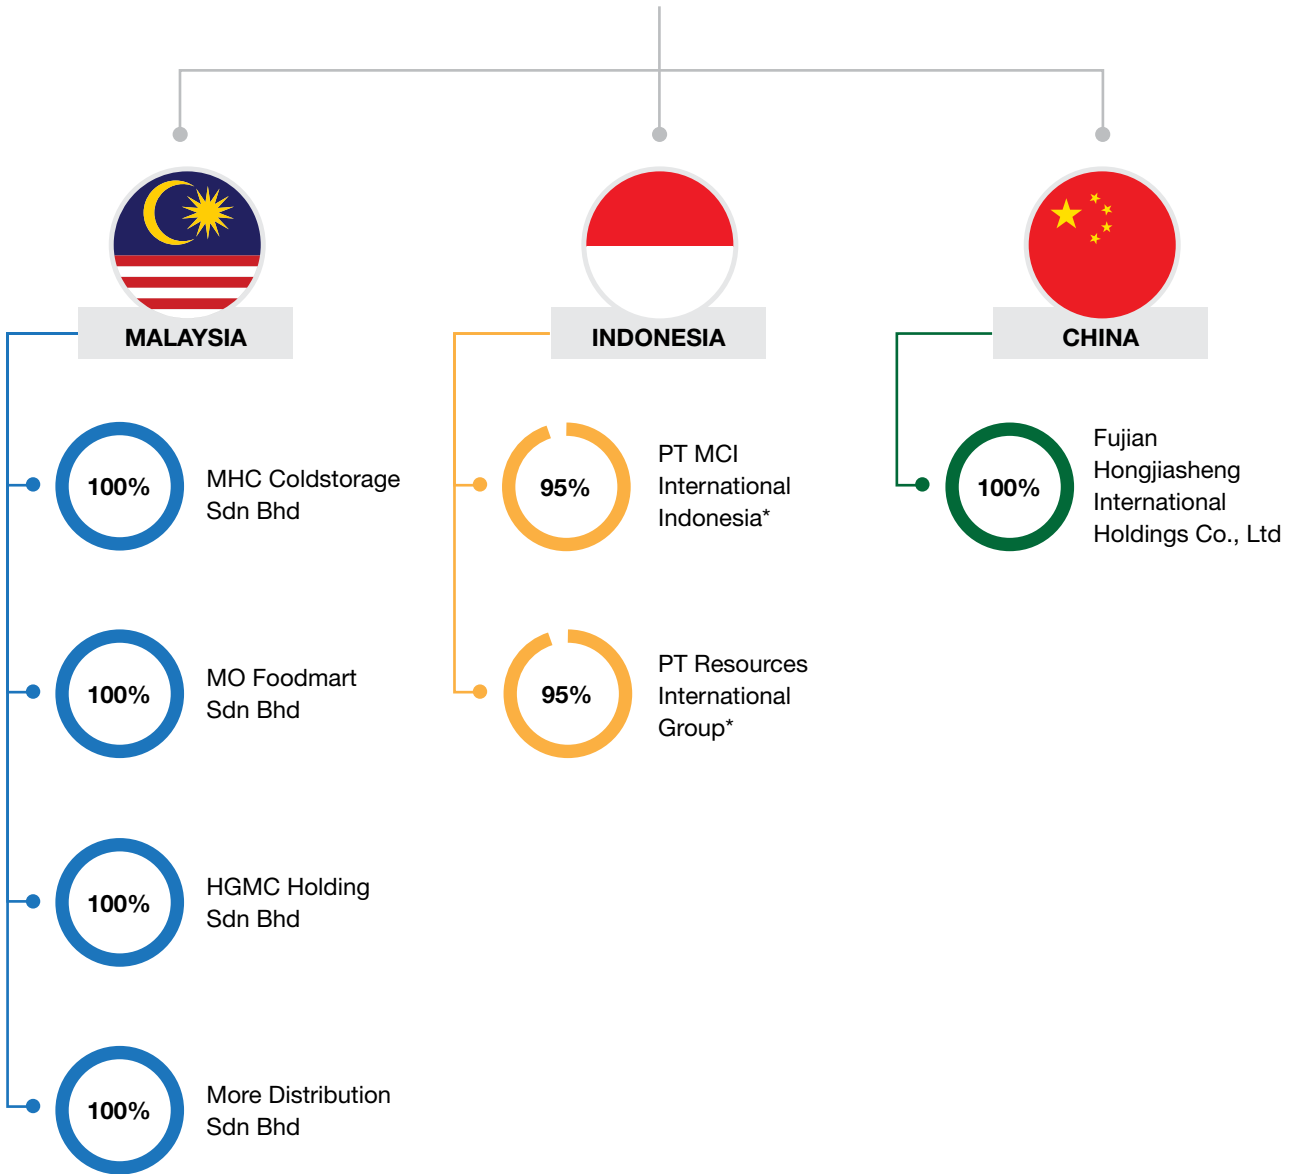 MALAYSIA
100%
MHC Coldstorage
Sdn Bhd
100%
MO Foodmart
Sdn Bhd
100%
HGMC Holding
Sdn Bhd
100%
More Distribution
Sdn Bhd
INDONESIA
95%
PT MCI
International
Indonesia*
95%
PT Resources
International
Group*
CHINA
100%
Fujian
Hongjiasheng
International
Holdings Co., Ltd